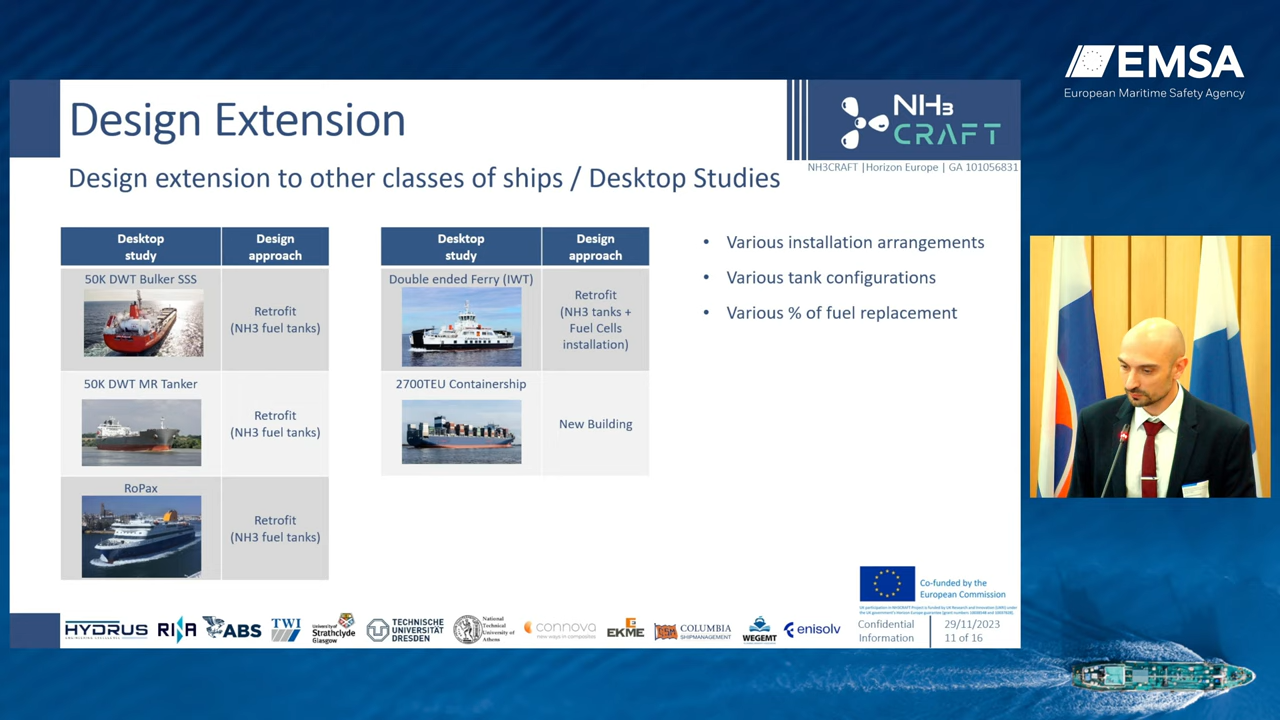 EMSA
European Maritime Safety Agency
Design Extension
NH3
CRAFT
NH3CRAFT |Horizon Europe | GA 101056831
Design extension to other classes of ships / Desktop Studies
Desktop
study
Design
approach
50K DWT Bulker SSS
Retrofit
(NH3 fuel tanks)
50K DWT MR Tanker
Retrofit
(NH3 fuel tanks)
RoPax
Retrofit
(NH3 fuel tanks)
Desktop
study
Design
approach
Double ended Ferry (IWT)
Retrofit
(NH3 tanks +
Fuel Cells
installation)
2700TEU Containership
New Building
• Various installation arrangements
• Various tank configurations
• Various % of fuel replacement
Co-funded by the
European Commission
HYDRUS
RINA
ABS
TWI
University of
Strathclyde
Glasgow
TECHNISCHE
UNIVERSITÄT
DRESDEN
National
Technical
University of
Athens
connova
new ways in composites
EKME
COLUMBIA
SHIPMANAGEMENT
WEGEMT
enisolv
Confidential
Information
29/11/2023
11 of 16